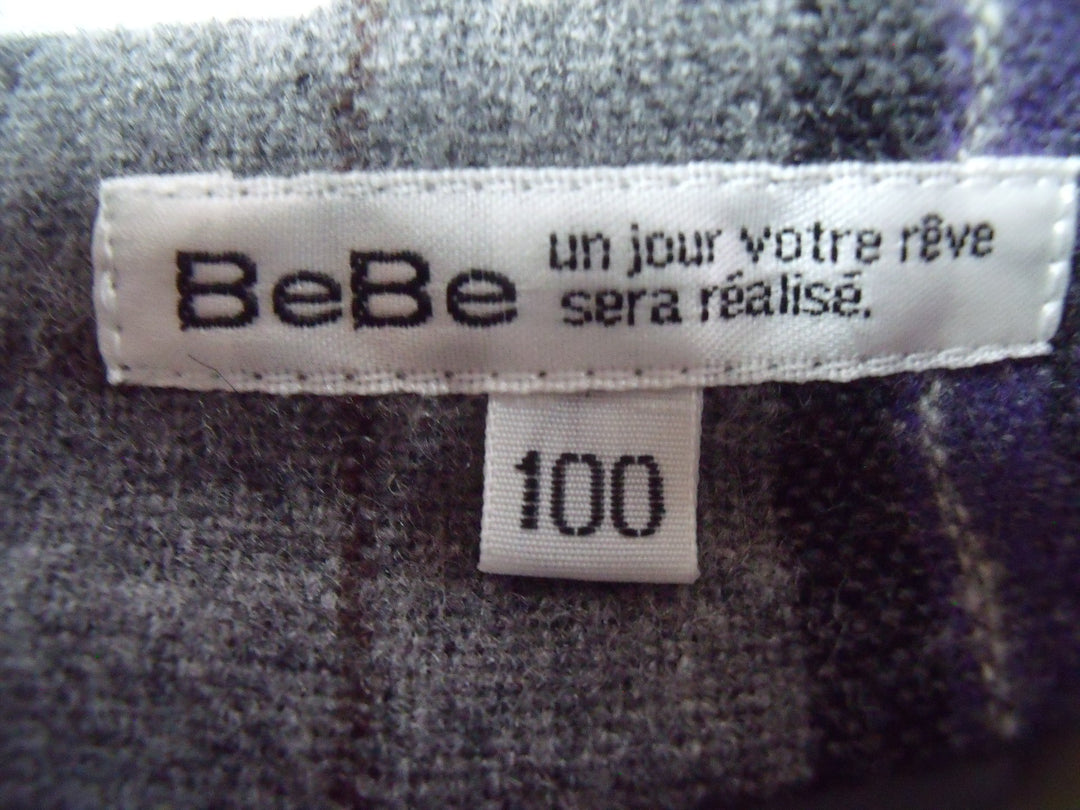 BeBe
un jour votre rêve
sera réalisé.
100